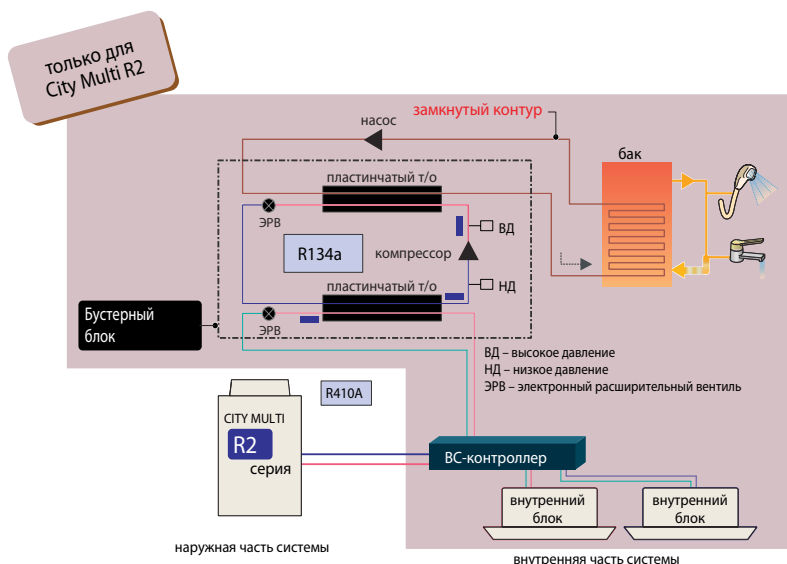 только для
City Multi R2
замкнутый контур
насос
бак
пластинчатый т/о
ЭРВ
ВД
R134a
компрессор
пластинчатый т/о
НД
Бустерный
блок
ЭРВ
ВД – высокое давление
НД – низкое давление
ЭРВ – электронный расширительный вентиль
R410A
CITY MULTI
R2
серия
BC-контроллер
внутренний
блок
внутренний
блок
наружная часть системы
внутренняя часть системы